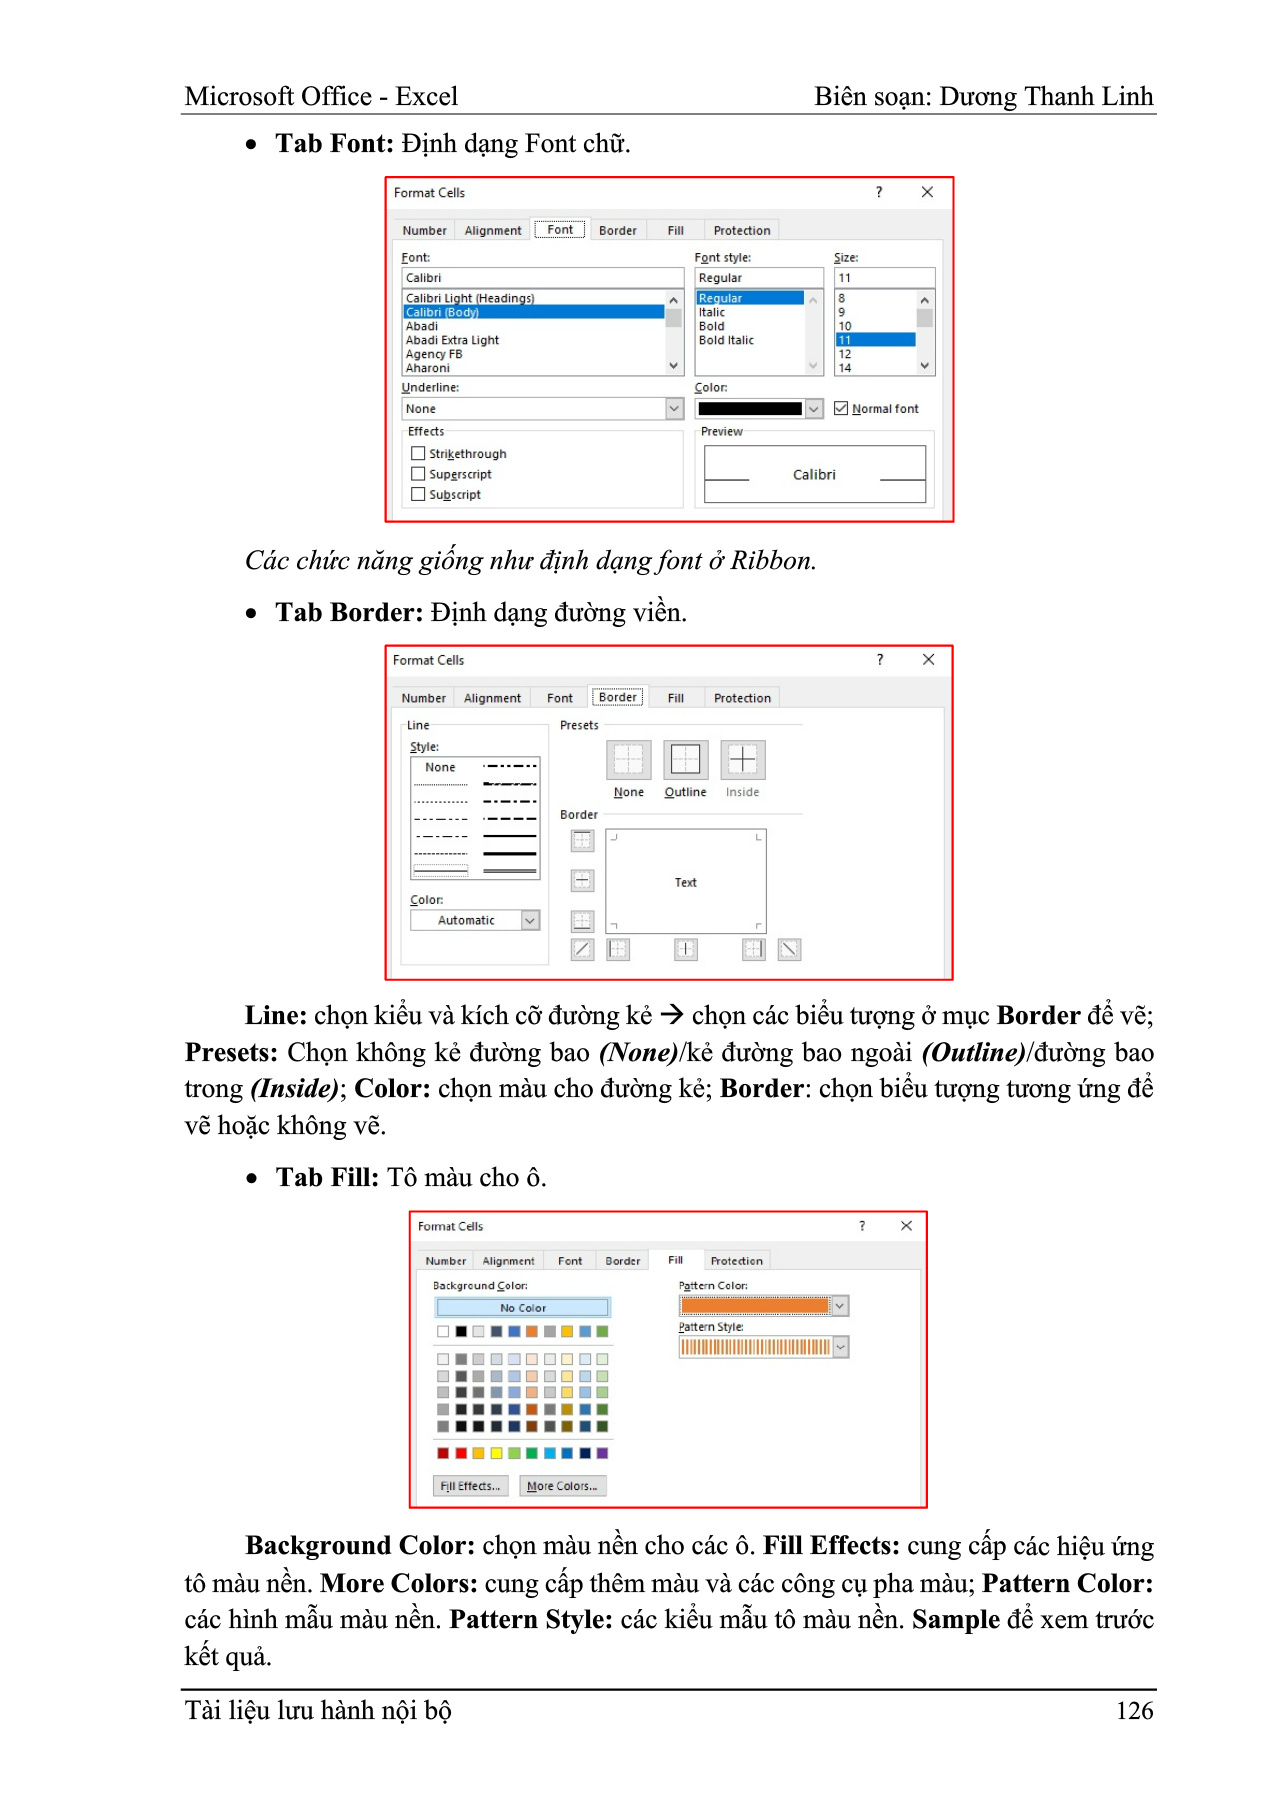 Microsoft Office - Excel Biên soạn: Dương Thanh Linh
• Tab Font: Định dạng Font chữ.
Format Cells ? ×
Number Alignment Font Border Fill Protection
Font: Font style: Size:
Calibri Regular 11
Calibri Light (Headings) Regular 8
Calibri (Body) Italic 9
Abadi Bold 10
Abadi Extra Light Bold Italic 11
Agency FB 12
Aharoni 14
Underline: Color:
None Normal font
Effects Preview
Strikethrough
Superscript Calibri
Subscript
Các chức năng giống như định dạng font ở Ribbon.
• Tab Border: Định dạng đường viền.
Format Cells ? ×
Number Alignment Font Border Fill Protection
Line Presets
Style:
None
None Outline Inside
Border
Text
Color:
Automatic
Line: chọn kiểu và kích cỡ đường kẻ → chọn các biểu tượng ở mục Border để vẽ;
Presets: Chọn không kẻ đường bao (None)/kẻ đường bao ngoài (Outline)/đường bao
trong (Inside); Color: chọn màu cho đường kẻ; Border: chọn biểu tượng tương ứng để
vẽ hoặc không vẽ.
• Tab Fill: Tô màu cho ô.
Format Cells ? ×
Number Alignment Font Border Fill Protection
Background Color: Pattern Color:
No Color
Pattern Style:
Fill Effects... More Colors...
Background Color: chọn màu nền cho các ô. Fill Effects: cung cấp các hiệu ứng
tô màu nền. More Colors: cung cấp thêm màu và các công cụ pha màu; Pattern Color:
các hình mẫu màu nền. Pattern Style: các kiểu mẫu tô màu nền. Sample để xem trước
kết quả.
Tài liệu lưu hành nội bộ 126